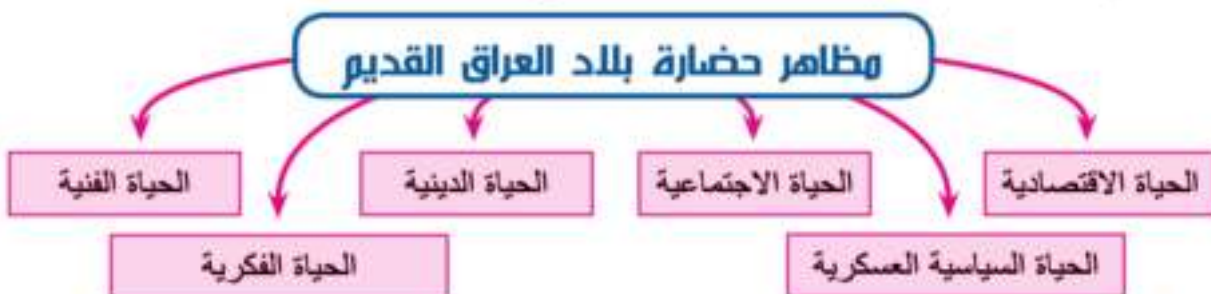 مظاهر حضارة بلاد العراق القديم
الحياة الاقتصادية
الحياة الاجتماعية
الحياة الدينية
الحياة الفنية
الحياة السياسية العسكرية
الحياة الفكرية